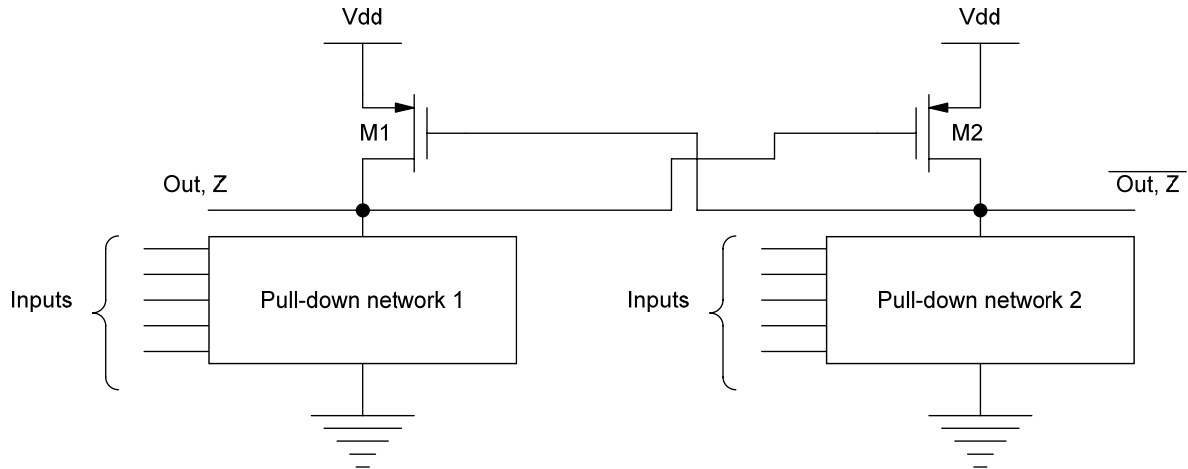 Vdd
Vdd
M1
M2
Out, Z
Out, Z
Inputs
Pull-down network 1
Inputs
Pull-down network 2